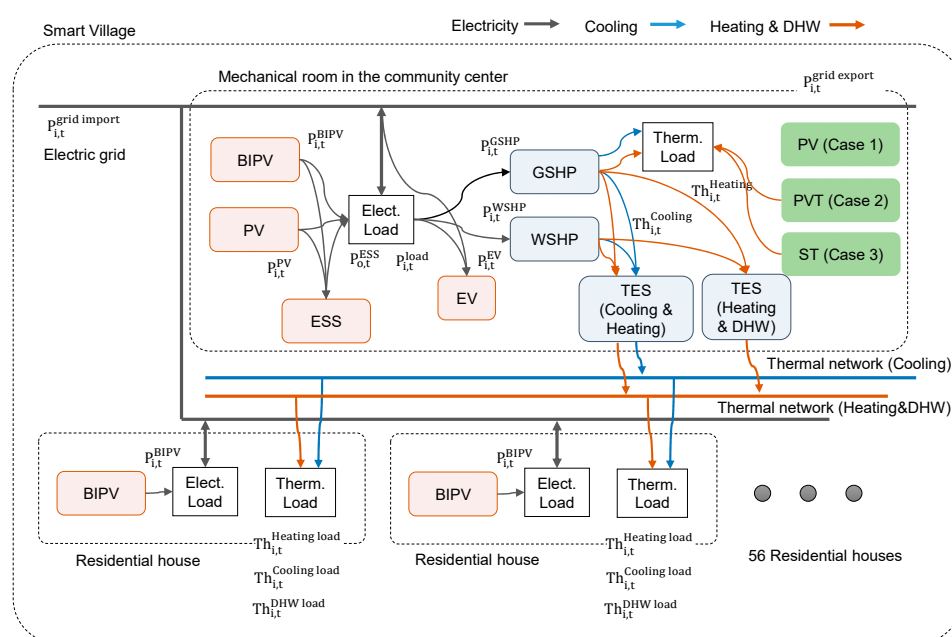 Electricity
Cooling
Heating & DHW
Smart Village
Mechanical room in the community center
P_{i,t}^{grid export}
P_{i,t}^{grid import}
Electric grid
BIPV
P_{i,t}^{BIPV}
PV
P_{i,t}^{PV}
ESS
Elect.
Load
P_{o,t}^{ESS}
P_{i,t}^{load}
P_{i,t}^{EV}
EV
P_{i,t}^{GSHP}
GSHP
P_{i,t}^{WSHP}
WSHP
Therm.
Load
Th_{i,t}^{Heating}
Th_{i,t}^{Cooling}
PV (Case 1)
PVT (Case 2)
ST (Case 3)
TES
(Cooling &
Heating)
TES
(Heating
& DHW)
Thermal network (Cooling)
Thermal network (Heating&DHW)
BIPV
P_{i,t}^{BIPV}
Elect.
Load
Therm.
Load
Residential house
Th_{i,t}^{Heating load}
Th_{i,t}^{Cooling load}
Th_{i,t}^{DHW load}
BIPV
P_{i,t}^{BIPV}
Elect.
Load
Therm.
Load
Residential house
Th_{i,t}^{Heating load}
Th_{i,t}^{Cooling load}
Th_{i,t}^{DHW load}
56 Residential houses